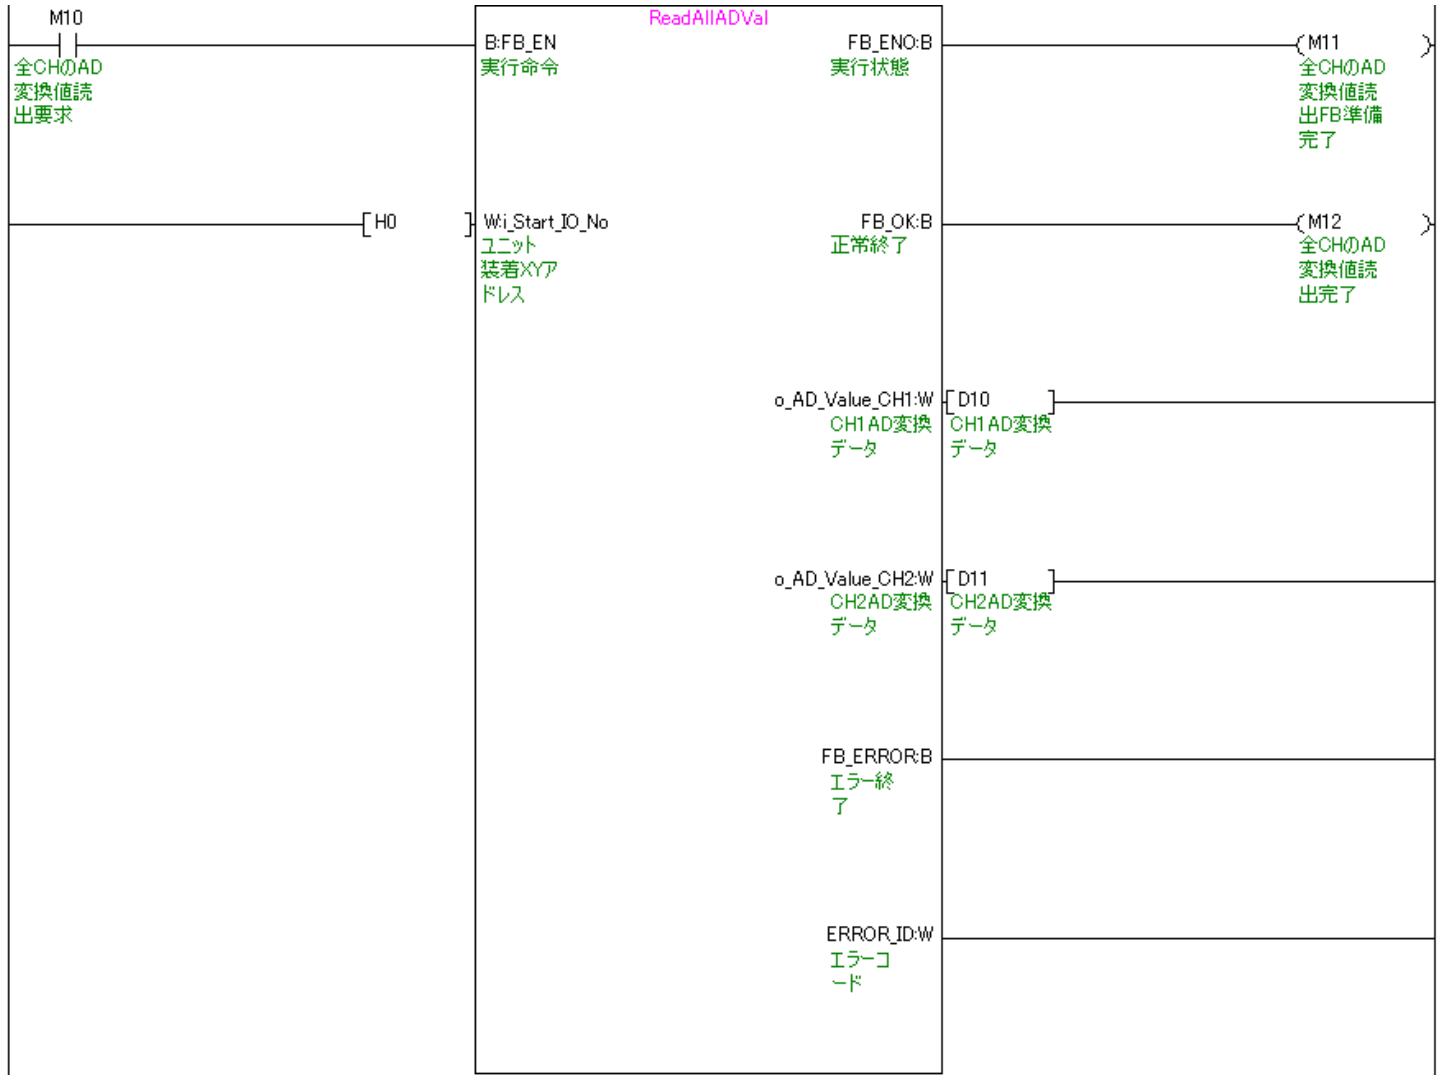 M10
ReadAllADVal
B:FB_EN
FB_ENO:B
M11
全CHのAD
変換値読
出要求
実行命令
実行状態
全CHのAD
変換値読
出FB準備
完了
H0
W:i_Start_IO_No
FB_OK:B
M12
ユニット
装着XYア
ドレス
正常終了
全CHのAD
変換値読
出完了
o_AD_Value_CH1:W
D10
CH1AD変換
データ
CH1AD変換
データ
o_AD_Value_CH2:W
D11
CH2AD変換
データ
CH2AD変換
データ
FB_ERROR:B
エラー終
了
ERROR_ID:W
エラーコ
ード